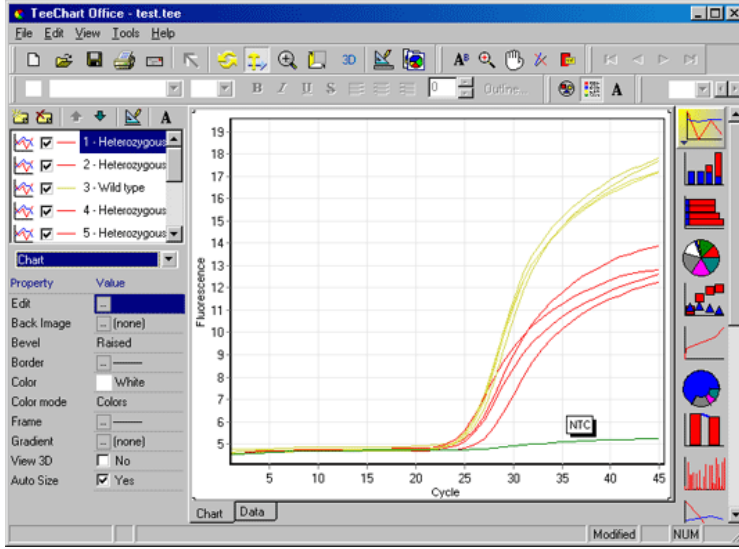 TeeChart Office - test.tee
File Edit View Tools Help
3D
B I U S 0 Outline...
1 - Heterozygous
2 - Heterozygous
3 - Wild type
4 - Heterozygous
5 - Heterozygous
Chart
Property Value
Edit ...
Back Image ... (none)
Bevel Raised
Border ...
Color White
Color mode Colors
Frame ...
Gradient ... (none)
View 3D No
Auto Size Yes
19
18
17
16
15
14
13
12
11
10
9
8
7
6
5
Fluorescence
NTC
5 10 15 20 25 30 35 40 45
Cycle
Chart Data
Modified NUM